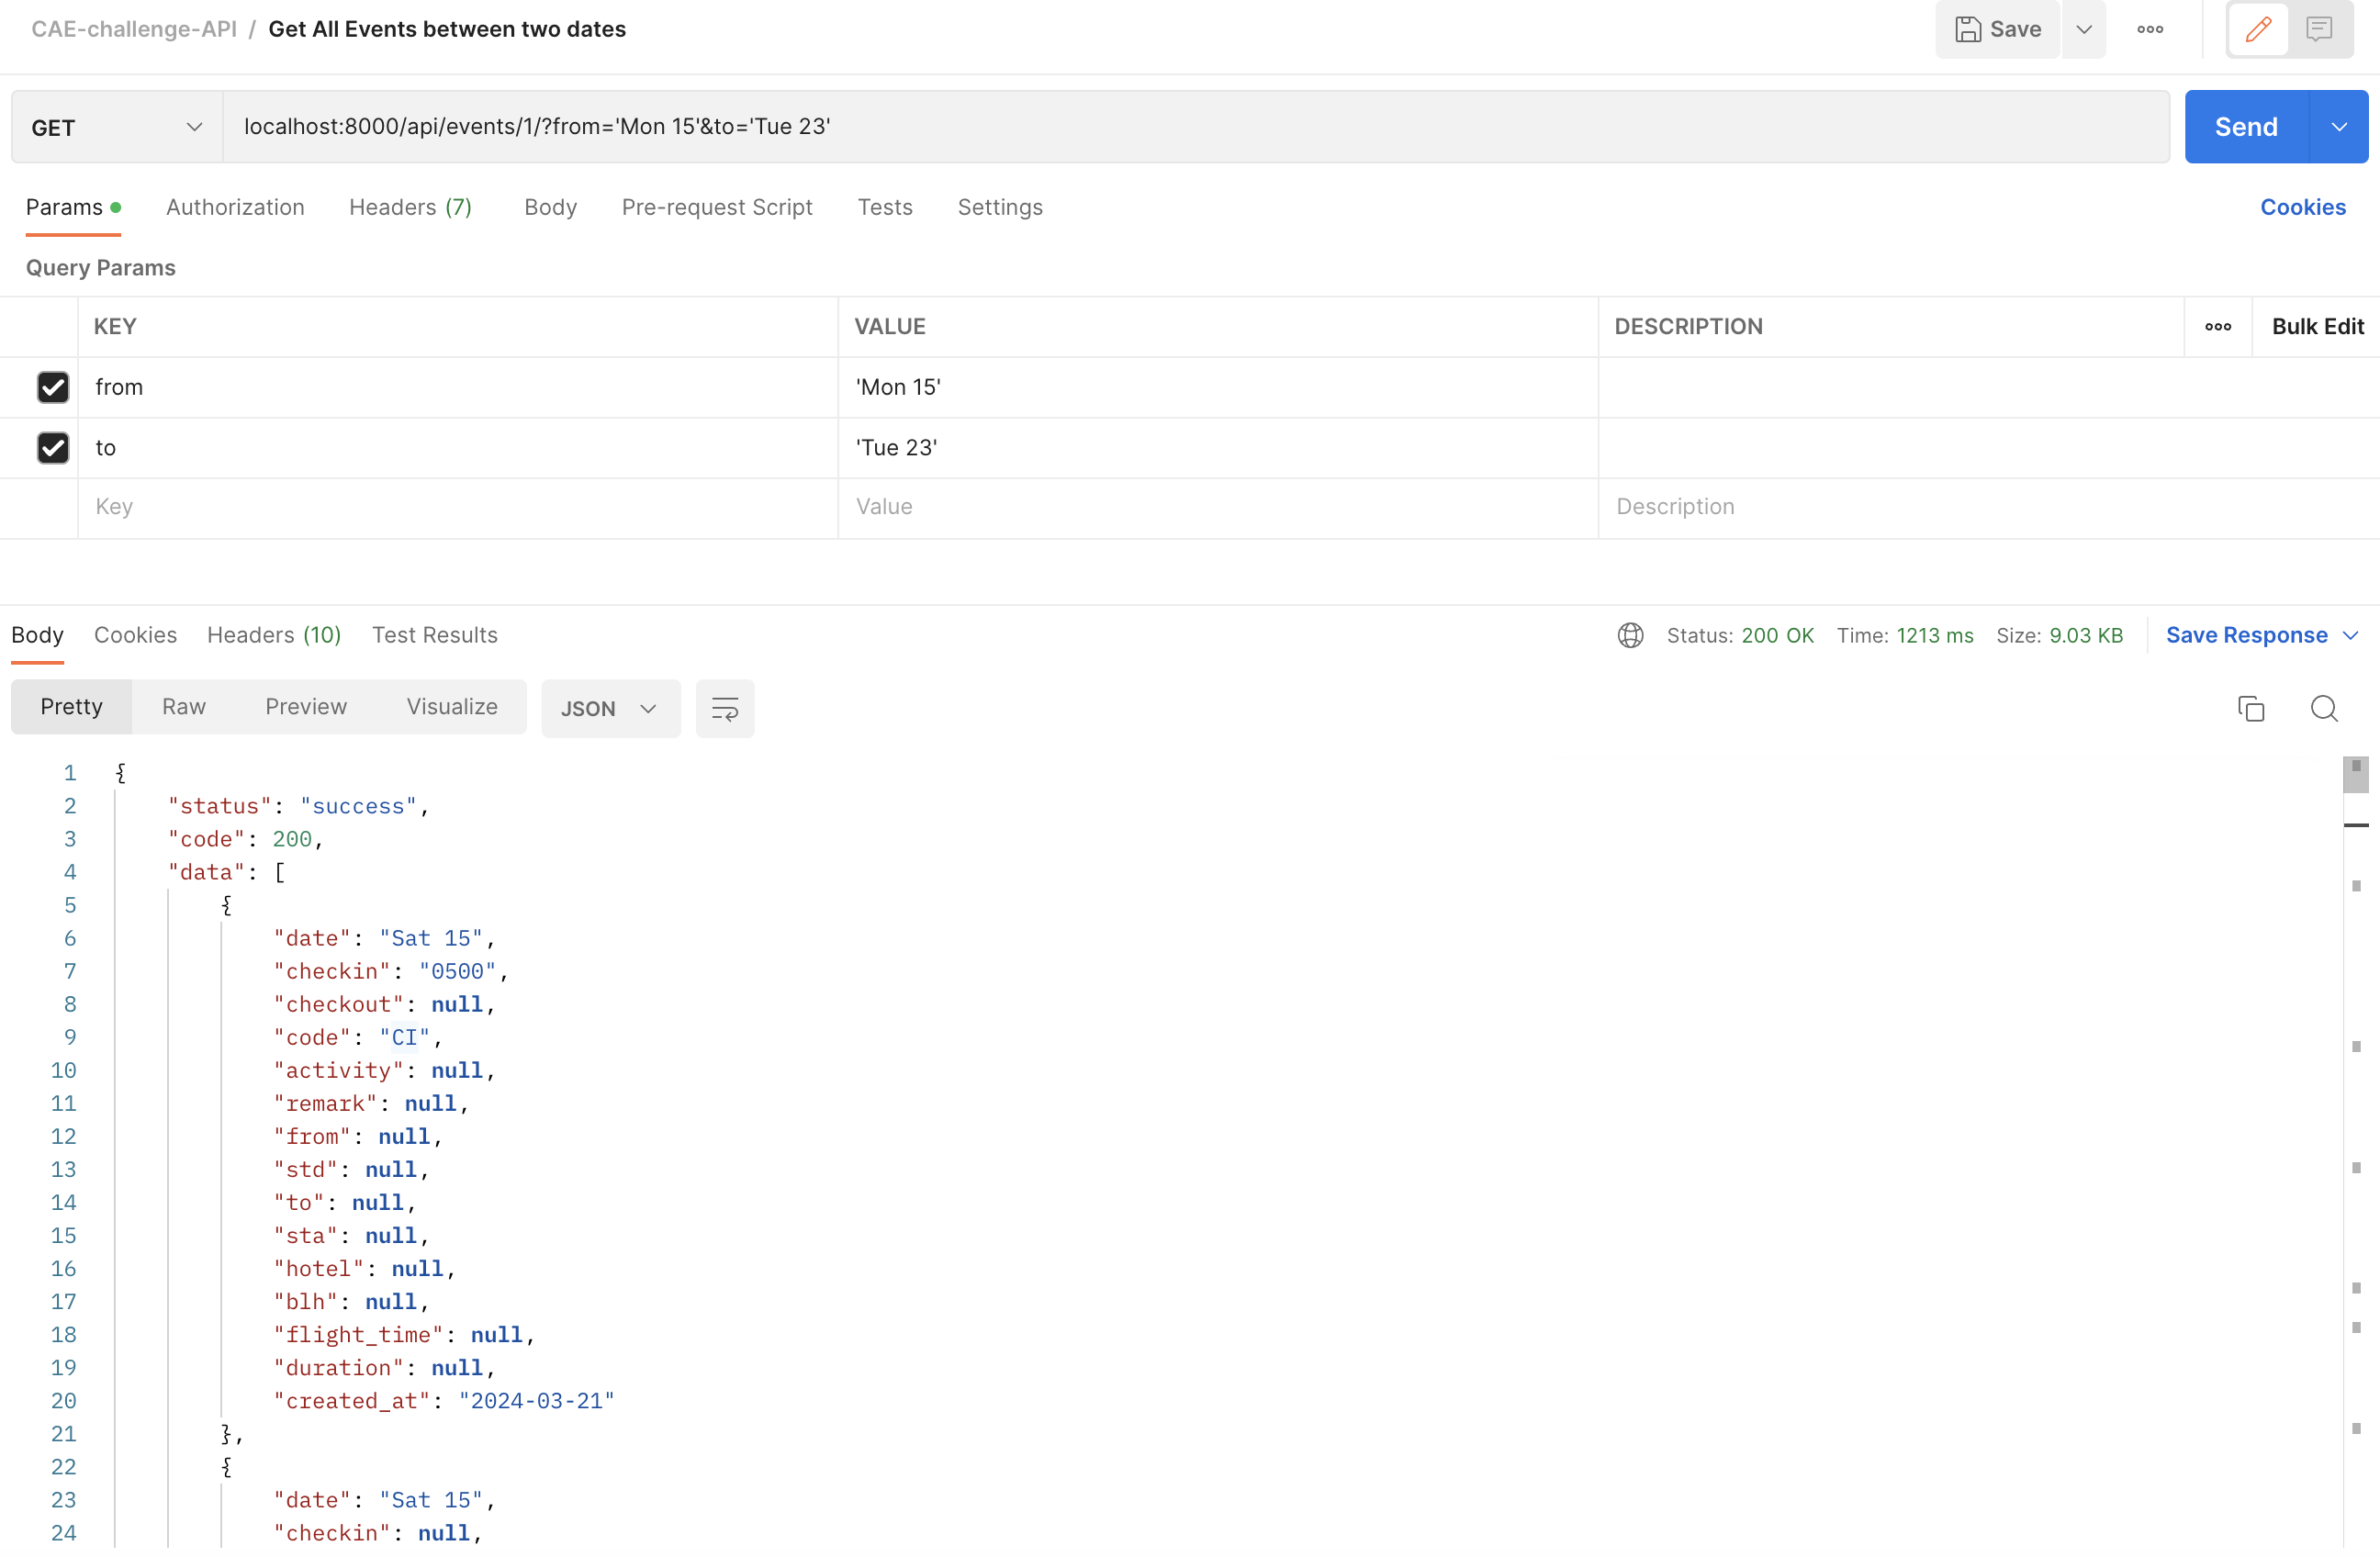 CAE-challenge-API / Get All Events between two dates Save
GET localhost:8000/api/events/1/?from='Mon 15'&to='Tue 23' Send
Params Authorization Headers (7) Body Pre-request Script Tests Settings Cookies
Query Params
KEY VALUE DESCRIPTION Bulk Edit
from 'Mon 15'
to 'Tue 23'
Key Value Description
Body Cookies Headers (10) Test Results Status: 200 OK Time: 1213 ms Size: 9.03 KB Save Response
Pretty Raw Preview Visualize JSON
1 {
2 "status": "success",
3 "code": 200,
4 "data": [
5 {
6 "date": "Sat 15",
7 "checkin": "0500",
8 "checkout": null,
9 "code": "CI",
10 "activity": null,
11 "remark": null,
12 "from": null,
13 "std": null,
14 "to": null,
15 "sta": null,
16 "hotel": null,
17 "blh": null,
18 "flight_time": null,
19 "duration": null,
20 "created_at": "2024-03-21"
21 },
22 {
23 "date": "Sat 15",
24 "checkin": null,